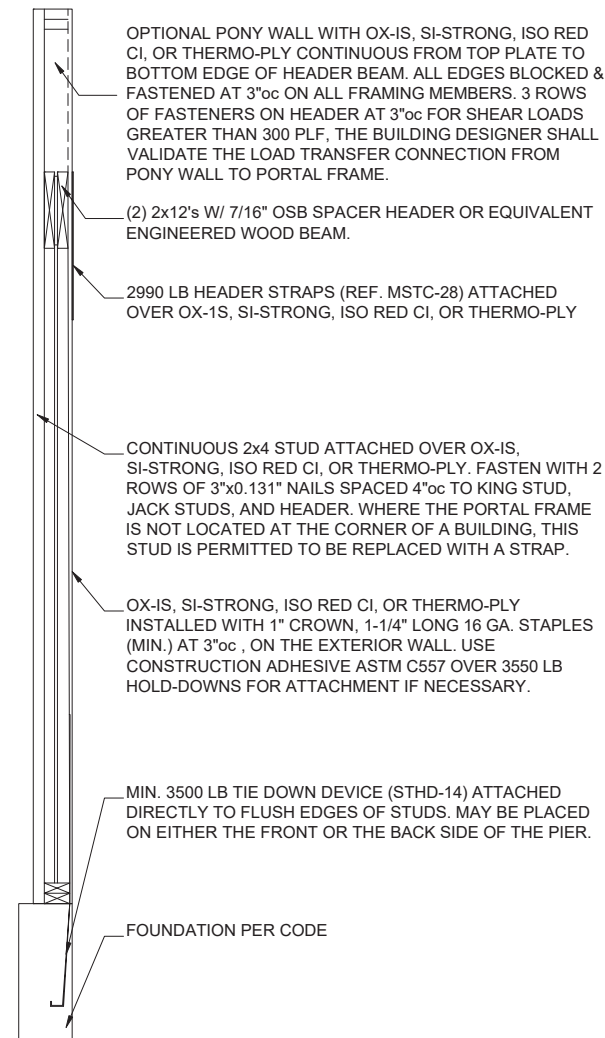 OPTIONAL PONY WALL WITH OX-IS, SI-STRONG, ISO RED
CI, OR THERMO-PLY CONTINUOUS FROM TOP PLATE TO
BOTTOM EDGE OF HEADER BEAM. ALL EDGES BLOCKED &
FASTENED AT 3"oc ON ALL FRAMING MEMBERS. 3 ROWS
OF FASTENERS ON HEADER AT 3"oc FOR SHEAR LOADS
GREATER THAN 300 PLF, THE BUILDING DESIGNER SHALL
VALIDATE THE LOAD TRANSFER CONNECTION FROM
PONY WALL TO PORTAL FRAME.
(2) 2x12's W/ 7/16" OSB SPACER HEADER OR EQUIVALENT
ENGINEERED WOOD BEAM.
2990 LB HEADER STRAPS (REF. MSTC-28) ATTACHED
OVER OX-1S, SI-STRONG, ISO RED CI, OR THERMO-PLY
CONTINUOUS 2x4 STUD ATTACHED OVER OX-IS,
SI-STRONG, ISO RED CI, OR THERMO-PLY. FASTEN WITH 2
ROWS OF 3"x0.131" NAILS SPACED 4"oc TO KING STUD,
JACK STUDS, AND HEADER. WHERE THE PORTAL FRAME
IS NOT LOCATED AT THE CORNER OF A BUILDING, THIS
STUD IS PERMITTED TO BE REPLACED WITH A STRAP.
OX-IS, SI-STRONG, ISO RED CI, OR THERMO-PLY
INSTALLED WITH 1" CROWN, 1-1/4" LONG 16 GA. STAPLES
(MIN.) AT 3"oc , ON THE EXTERIOR WALL. USE
CONSTRUCTION ADHESIVE ASTM C557 OVER 3550 LB
HOLD-DOWNS FOR ATTACHMENT IF NECESSARY.
MIN. 3500 LB TIE DOWN DEVICE (STHD-14) ATTACHED
DIRECTLY TO FLUSH EDGES OF STUDS. MAY BE PLACED
ON EITHER THE FRONT OR THE BACK SIDE OF THE PIER.
FOUNDATION PER CODE